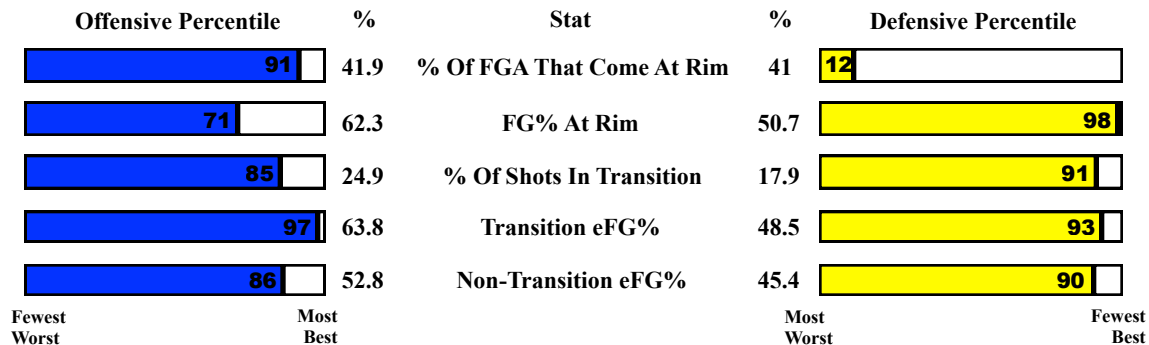 Offensive Percentile % Stat % Defensive Percentile
91 41.9 % Of FGA That Come At Rim 41 12
71 62.3 FG% At Rim 50.7 98
85 24.9 % Of Shots In Transition 17.9 91
97 63.8 Transition eFG% 48.5 93
86 52.8 Non-Transition eFG% 45.4 90
Fewest Most Most Fewest
Worst Best Worst Best